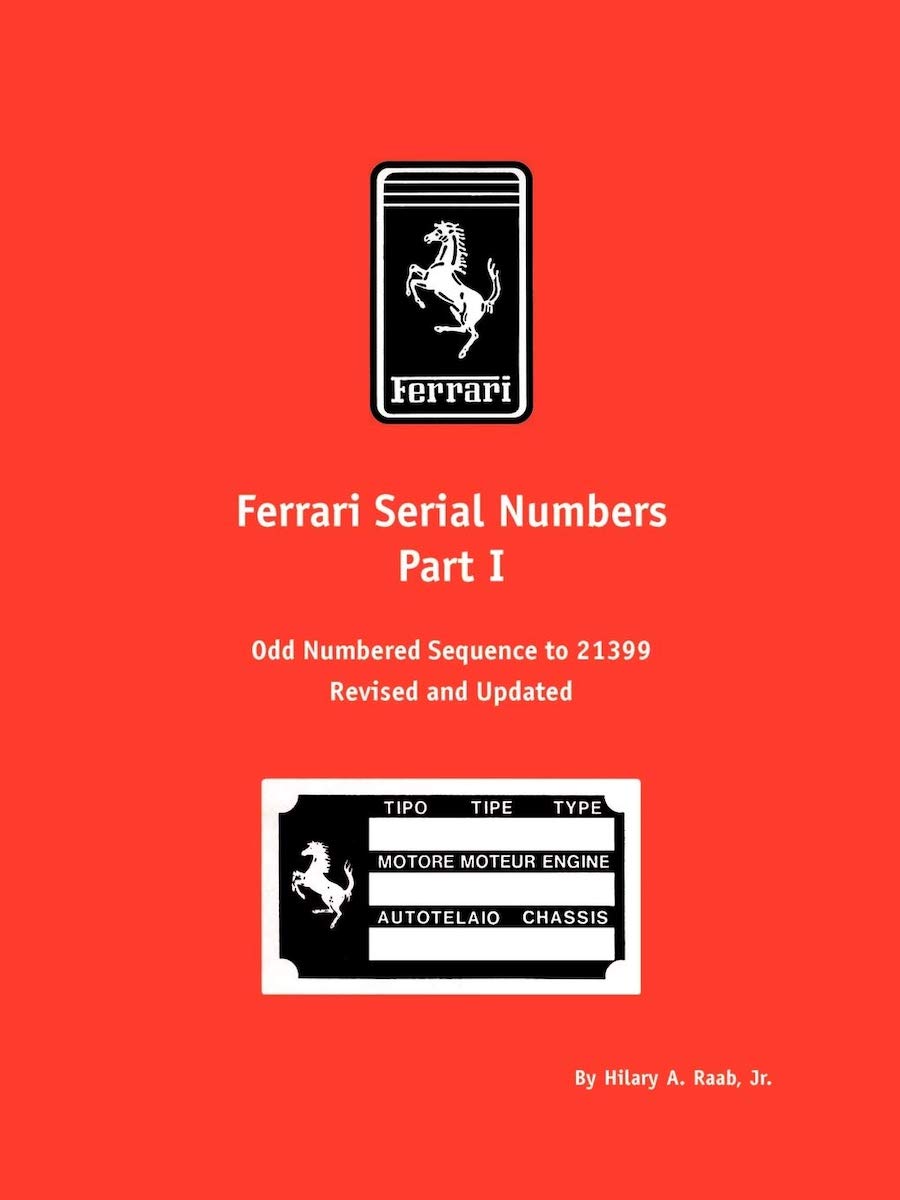 Ferrari
Ferrari Serial Numbers
Part I
Odd Numbered Sequence to 21399
Revised and Updated
TIPO TIPE TYPE
MOTORE MOTEUR ENGINE
AUTOTELAIO CHASSIS
By Hilary A. Raab, Jr.